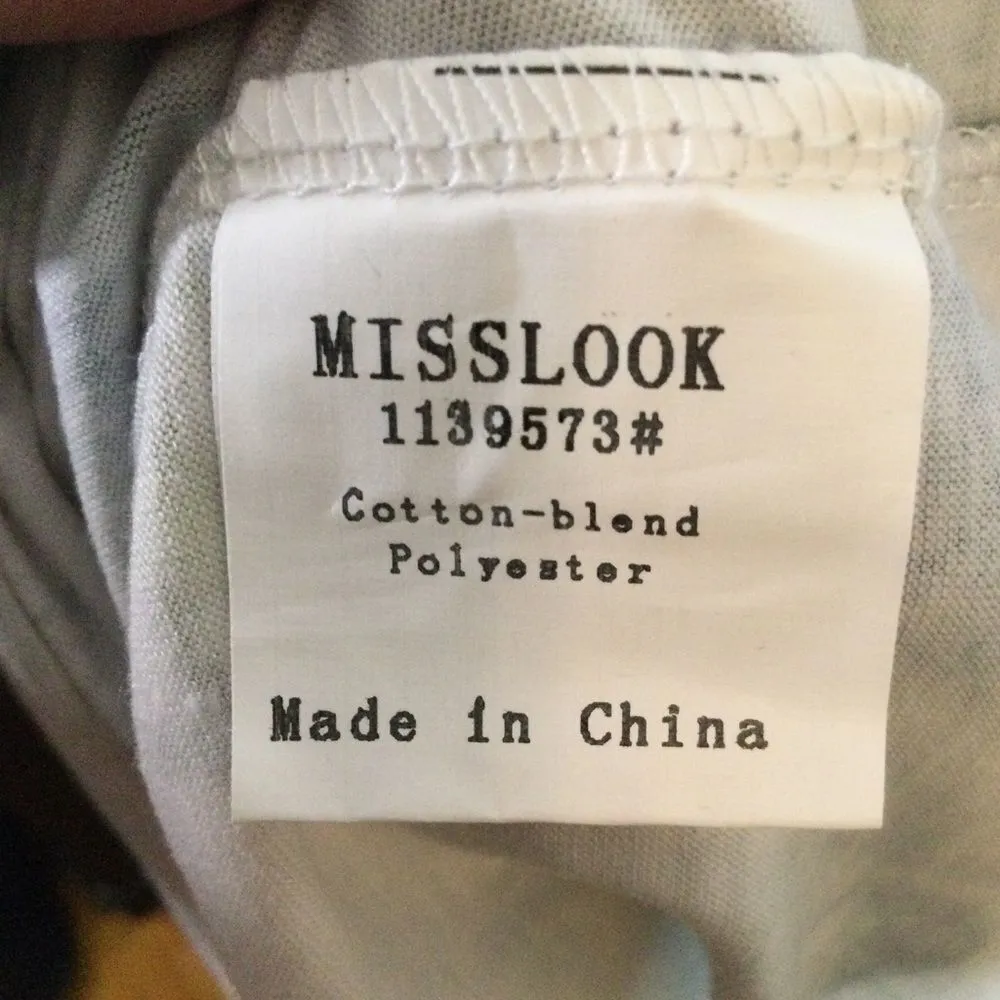 MISSLOOK
1139573#
Cotton-blend
Polyester
Made in China